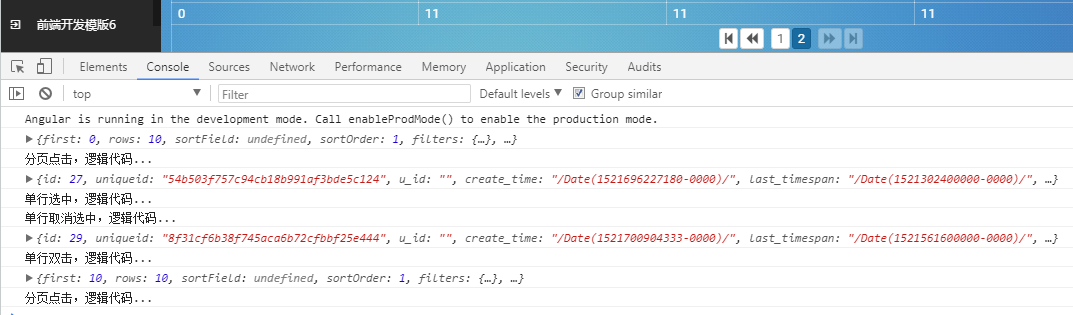 0 11 11 11
前端开发模版6
1 2
Elements Console Sources Network Performance Memory Application Security Audits
top Filter Default levels Group similar
Angular is running in the development mode. Call enableProdMode() to enable the production mode.
{first: 0, rows: 10, sortField: undefined, sortOrder: 1, filters: {…}, …}
分页点击，逻辑代码...
{id: 27, uniqueid: "54b503f757c94cb18b991af3bde5c124", u_id: "", create_time: "/Date(1521696227180-0000)/", last_timespan: "/Date(1521302400000-0000)/", …}
单行选中，逻辑代码...
单行取消选中，逻辑代码...
{id: 29, uniqueid: "8f31cf6b38f745aca6b72cfbbf25e444", u_id: "", create_time: "/Date(1521700904333-0000)/", last_timespan: "/Date(1521561600000-0000)/", …}
单行双击，逻辑代码...
{first: 10, rows: 10, sortField: undefined, sortOrder: 1, filters: {…}, …}
分页点击，逻辑代码...